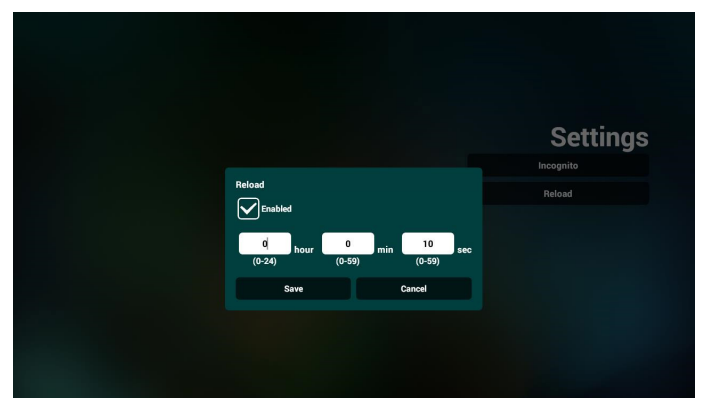 Settings
Incognito
Reload
Reload
Enabled
0 hour 0 min 10 sec
(0-24) (0-59) (0-59)
Save Cancel